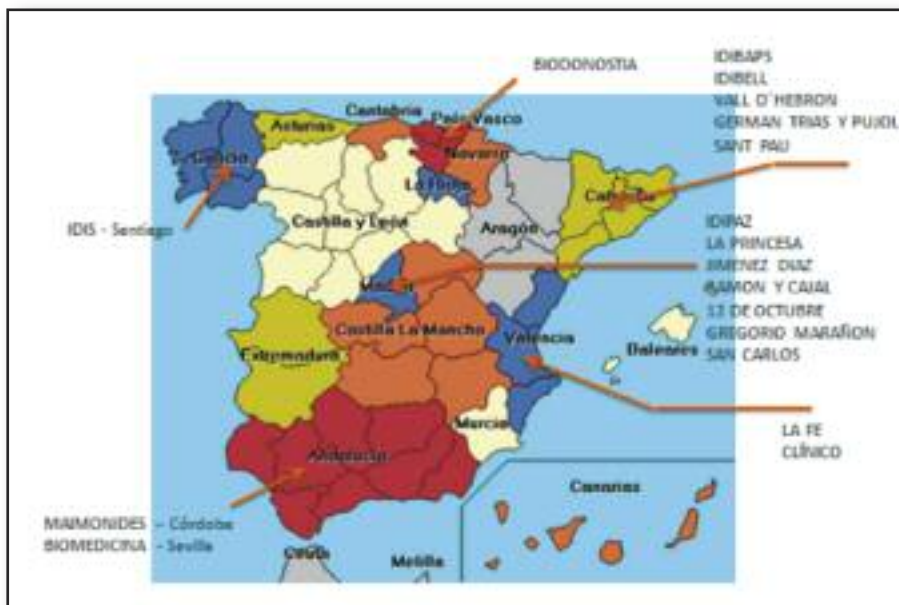 BIODONOSTIA
IDIBAPS
IDIBELL
VALL D´HEBRON
GERMAN TRIAS Y PUJOL
SANT PAU
Cantabria
Asturias
País Vasco
Galicia
Navarra
La Rioja
Cataluña
IDIS - Santiago
Castilla y León
Aragón
IDIPAZ
LA PRINCESA
JIMENEZ DIAZ
RAMON Y CAJAL
12 DE OCTUBRE
GREGORIO MARAÑON
SAN CARLOS
Madrid
Castilla La Mancha
Valencia
Baleares
Extremadura
Murcia
LA FE
CLÍNICO
Andalucía
Canarias
MAIMONIDES - Córdoba
BIOMEDICINA - Sevilla
Ceuta
Melilla